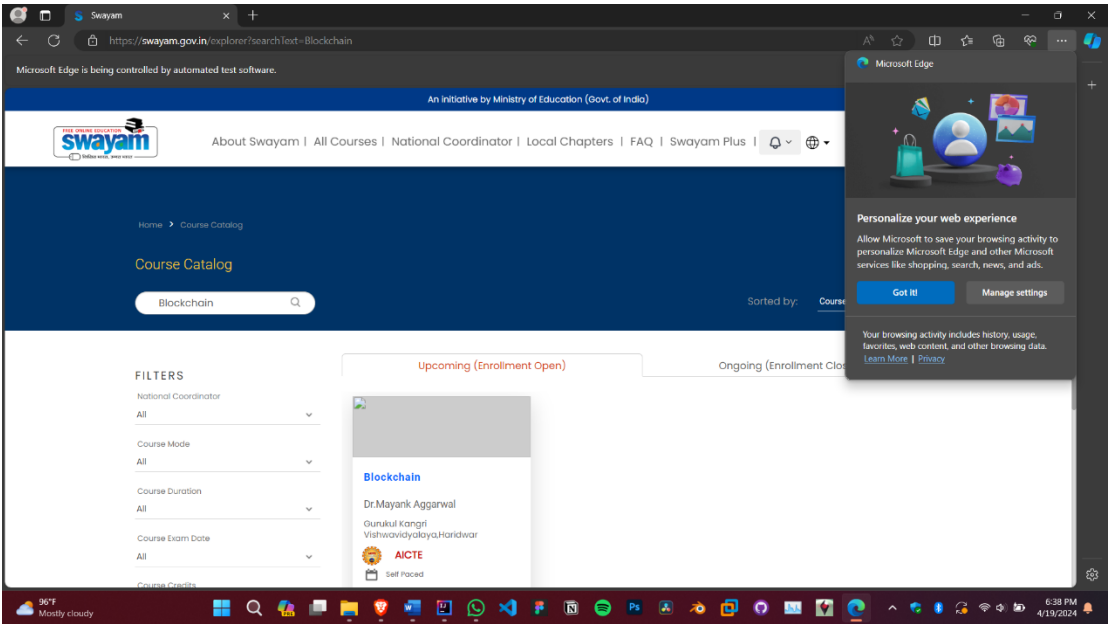 Swayam
https://swayam.gov.in/explorer?searchText=Blockchain
Microsoft Edge is being controlled by automated test software.
Microsoft Edge
An initiative by Ministry of Education (Govt. of India)
FREE ONLINE EDUCATION
swayam
About Swayam | All Courses | National Coordinator | Local Chapters | FAQ | Swayam Plus |
Personalize your web experience
Allow Microsoft to save your browsing activity to
personalize Microsoft Edge and other Microsoft
services like shopping, search, news, and ads.
Got it!
Manage settings
Your browsing activity includes history, usage,
favorites, web content, and other browsing data.
Learn More | Privacy
Home > Course Catalog
Course Catalog
Blockchain
Sorted by: Course
FILTERS
National Coordinator
All
Course Mode
All
Course Duration
All
Course Exam Date
All
Course Credits
Upcoming (Enrollment Open)
Ongoing (Enrollment Clos
Blockchain
Dr.Mayank Aggarwal
Gurukul Kangri
Vishwavidyalaya,Haridwar
AICTE
Self Paced
96°F
Mostly cloudy
PRE
Ps
6:38 PM
4/19/2024